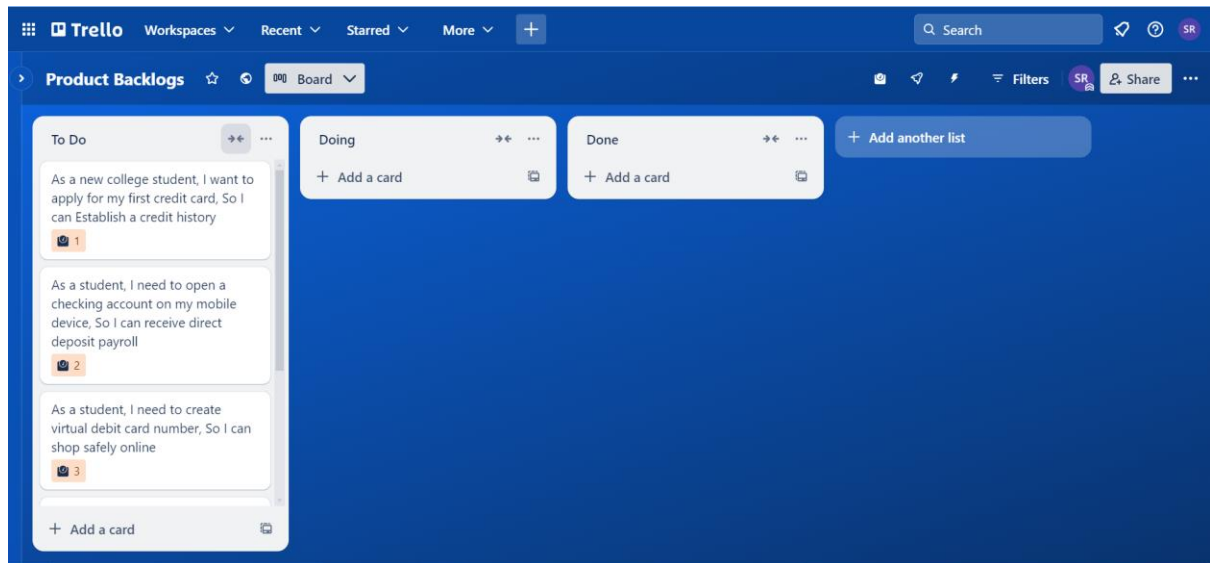 Trello Workspaces Recent Starred More Search SR
Product Backlogs Board Filters SR Share
To Do
As a new college student, I want to
apply for my first credit card, So I
can Establish a credit history
1
As a student, I need to open a
checking account on my mobile
device, So I can receive direct
deposit payroll
2
As a student, I need to create
virtual debit card number, So I can
shop safely online
3
+ Add a card
Doing
+ Add a card
Done
+ Add a card
+ Add another list